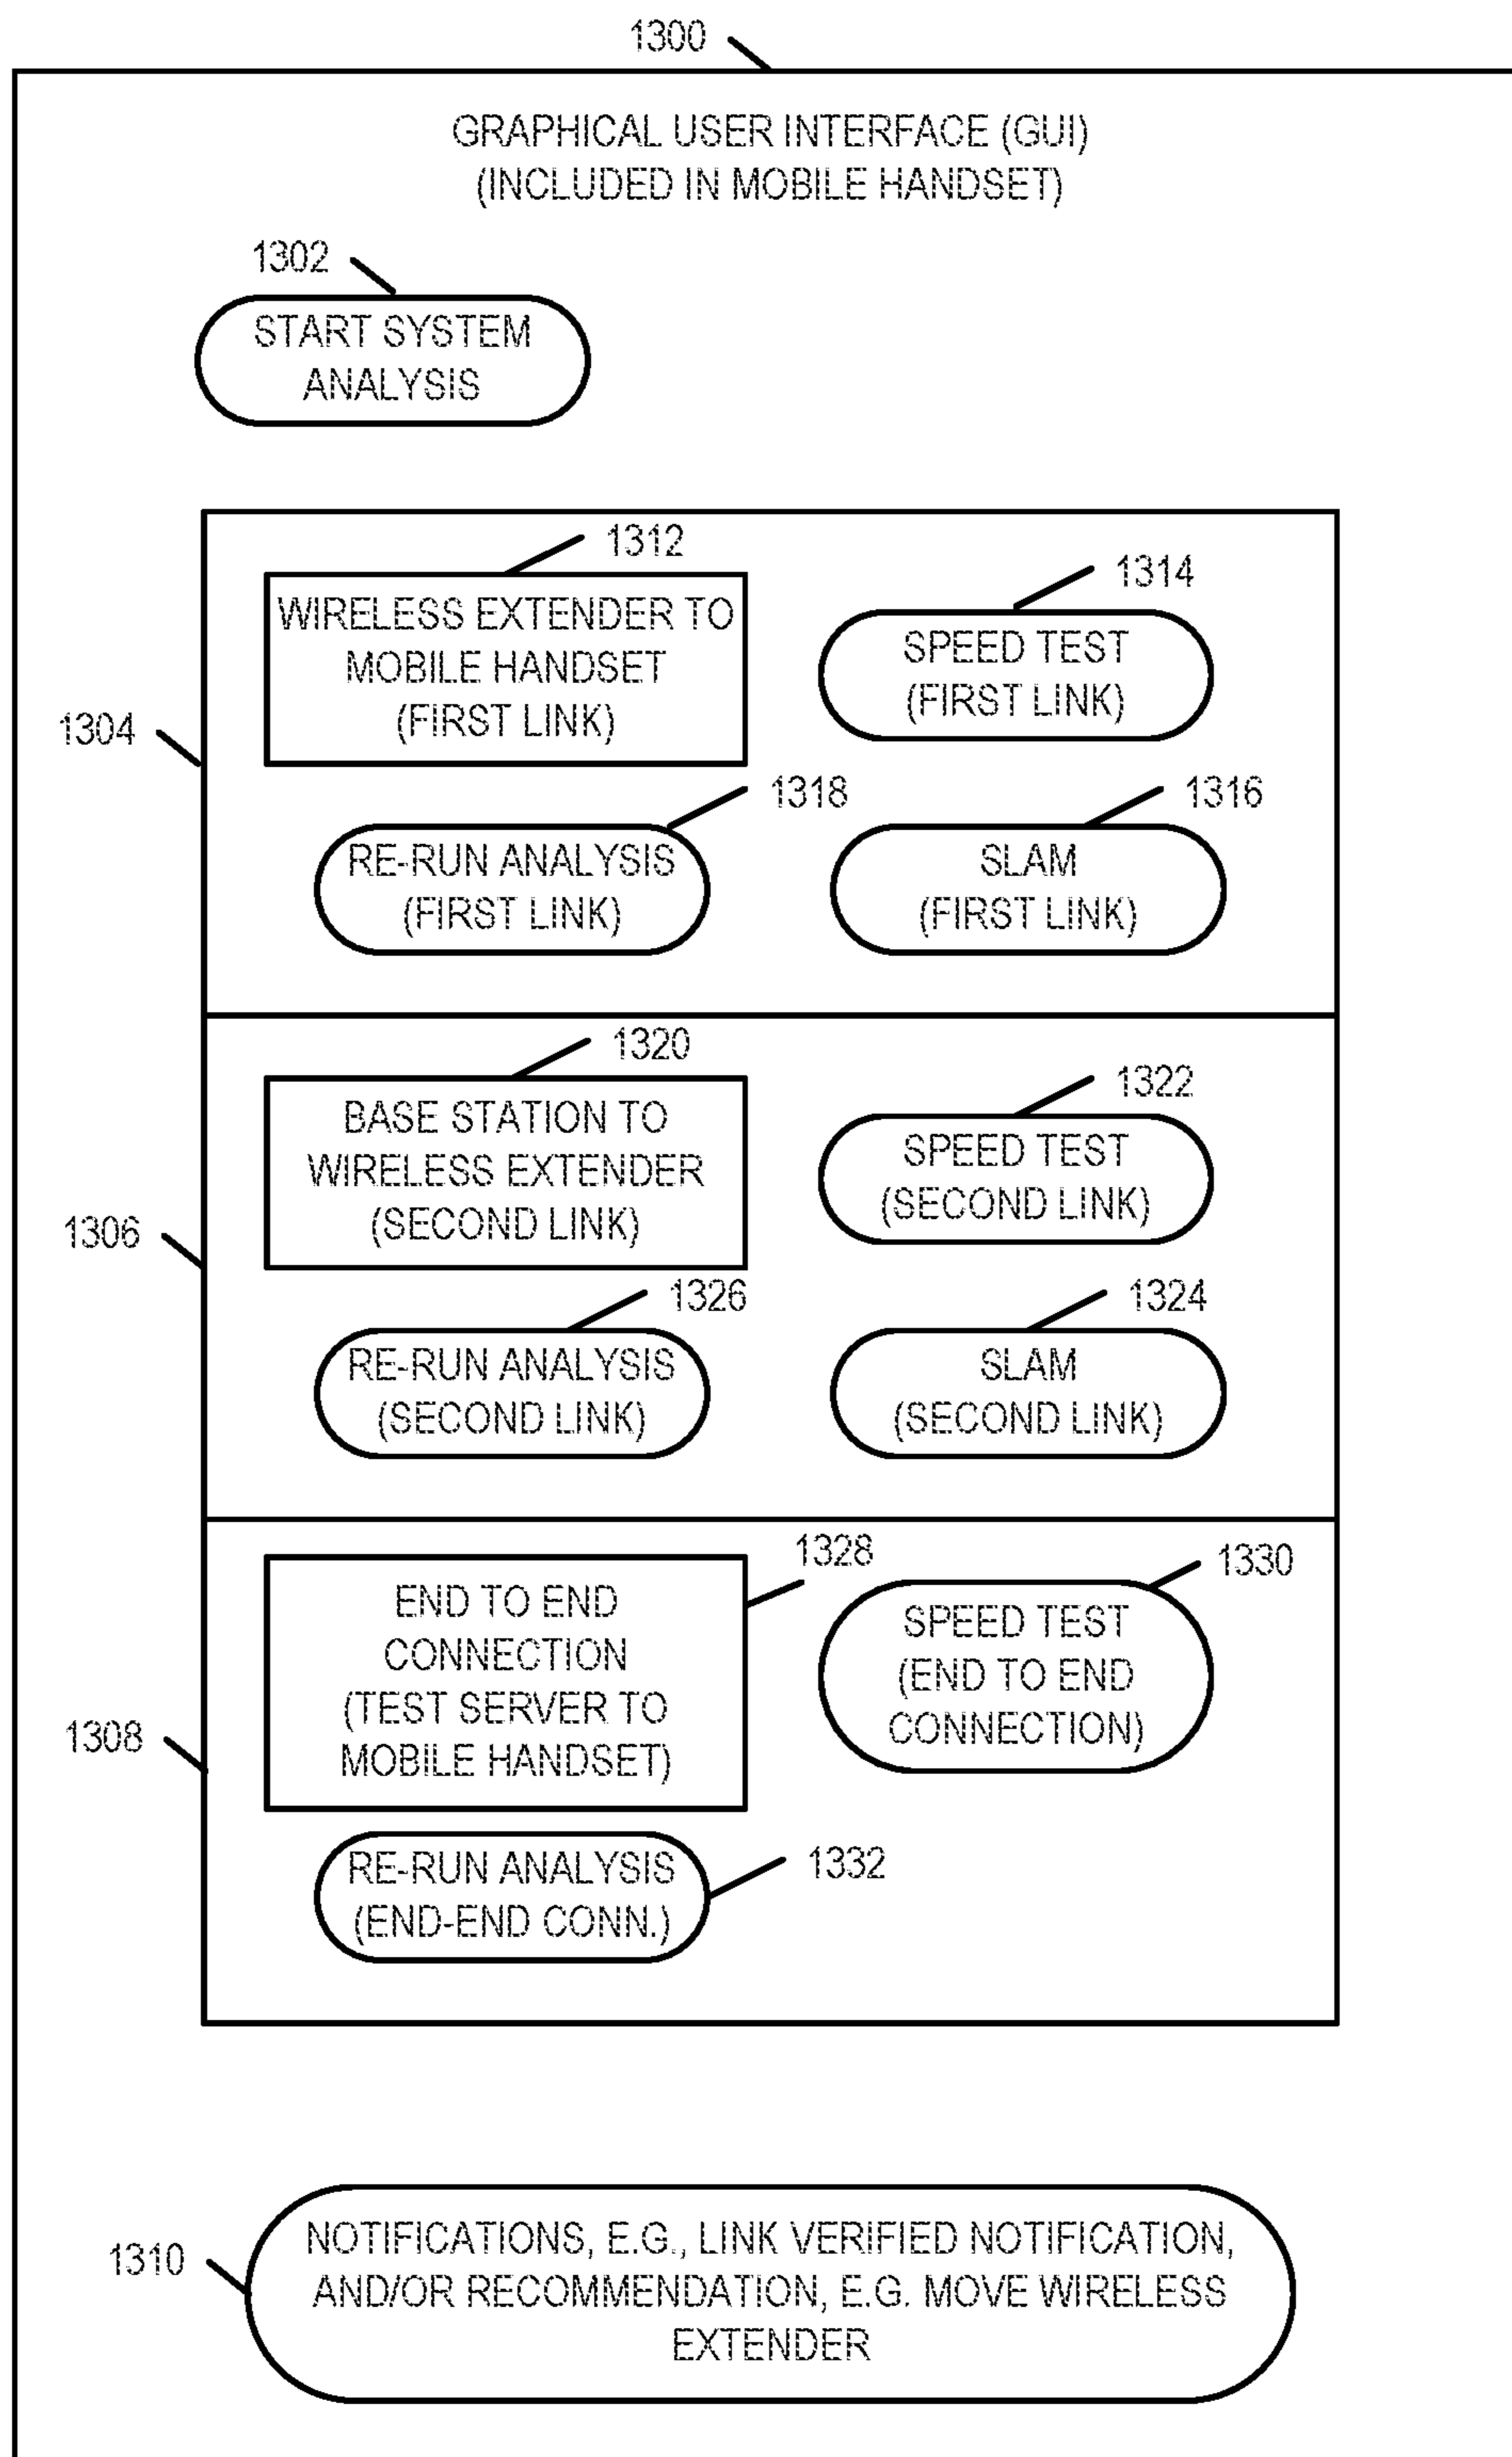 1300
GRAPHICAL USER INTERFACE (GUI)
(INCLUDED IN MOBILE HANDSET)
1302
START SYSTEM
ANALYSIS
1304
1312
WIRELESS EXTENDER TO
MOBILE HANDSET
(FIRST LINK)
1314
SPEED TEST
(FIRST LINK)
1318
RE-RUN ANALYSIS
(FIRST LINK)
1316
SLAM
(FIRST LINK)
1306
1320
BASE STATION TO
WIRELESS EXTENDER
(SECOND LINK)
1322
SPEED TEST
(SECOND LINK)
1326
RE-RUN ANALYSIS
(SECOND LINK)
1324
SLAM
(SECOND LINK)
1308
1328
END TO END
CONNECTION
(TEST SERVER TO
MOBILE HANDSET)
1330
SPEED TEST
(END TO END
CONNECTION)
1332
RE-RUN ANALYSIS
(END-END CONN.)
1310
NOTIFICATIONS, E.G., LINK VERIFIED NOTIFICATION,
AND/OR RECOMMENDATION, E.G. MOVE WIRELESS
EXTENDER